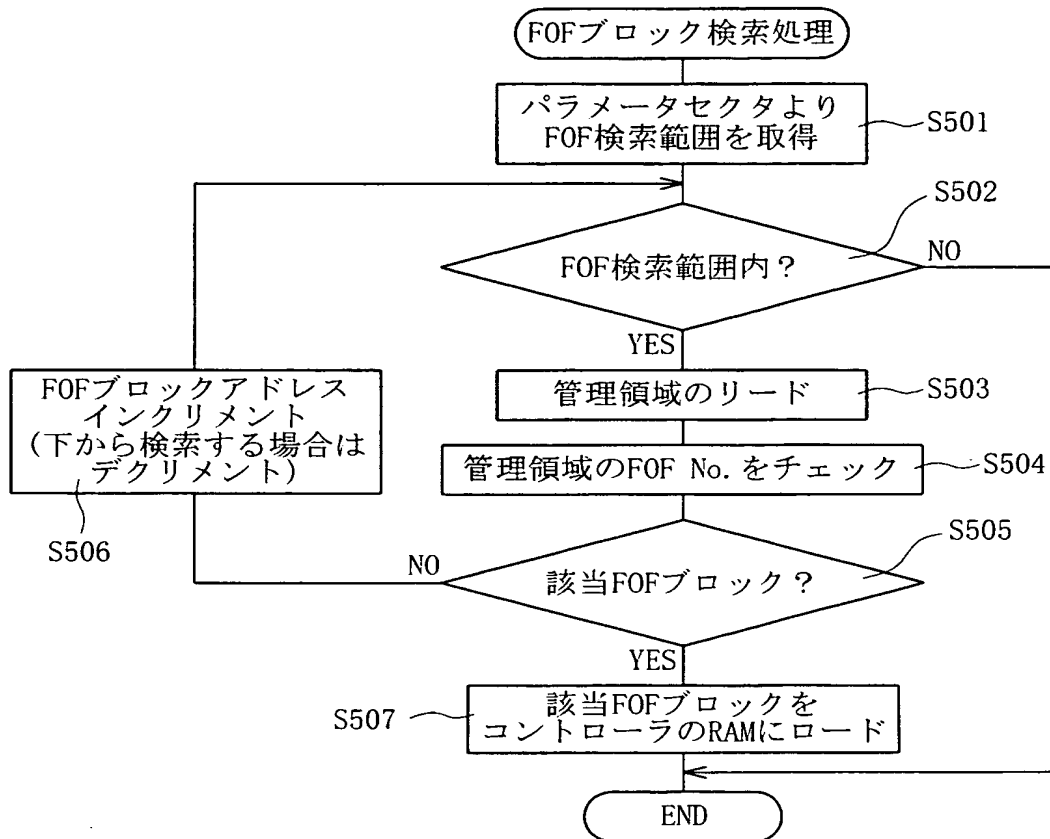 FOFブロック検索処理
パラメータセクタより
FOF検索範囲を取得
S501
S502
FOF検索範囲内？
NO
YES
管理領域のリード
S503
管理領域のFOF No.をチェック
S504
FOFブロックアドレス
インクリメント
(下から検索する場合は
デクリメント)
S506
S505
該当FOFブロック？
NO
YES
該当FOFブロックを
コントローラのRAMにロード
S507
END